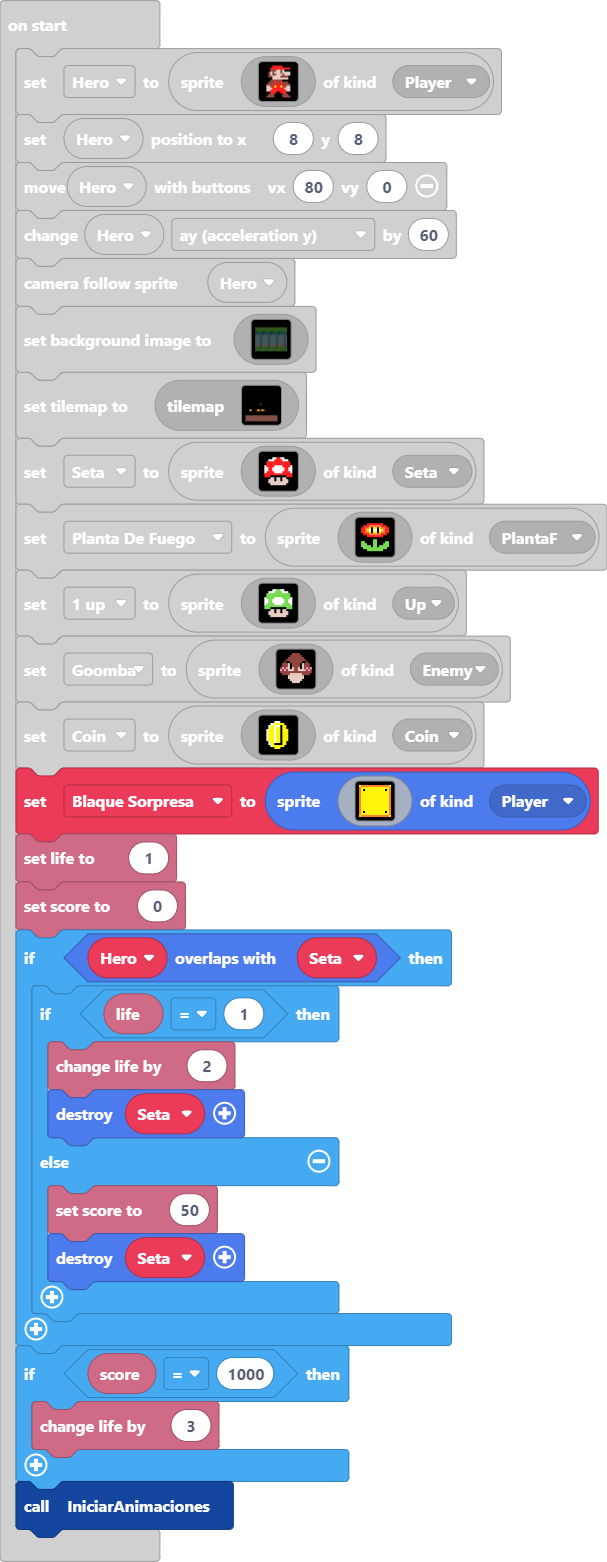 on start
set Hero to sprite of kind Player
set Hero position to x 8 y 8
move Hero with buttons vx 80 vy 0
change Hero ay (acceleration y) by 60
camera follow sprite Hero
set background image to
set tilemap to tilemap
set Seta to sprite of kind Seta
set Planta De Fuego to sprite of kind PlantaF
set 1 up to sprite of kind Up
set Goomba to sprite of kind Enemy
set Coin to sprite of kind Coin
set Blaque Sorpresa to sprite of kind Player
set life to 1
set score to 0
if Hero overlaps with Seta then
if life = 1 then
change life by 2
destroy Seta
else
set score to 50
destroy Seta
if score = 1000 then
change life by 3
call IniciarAnimaciones